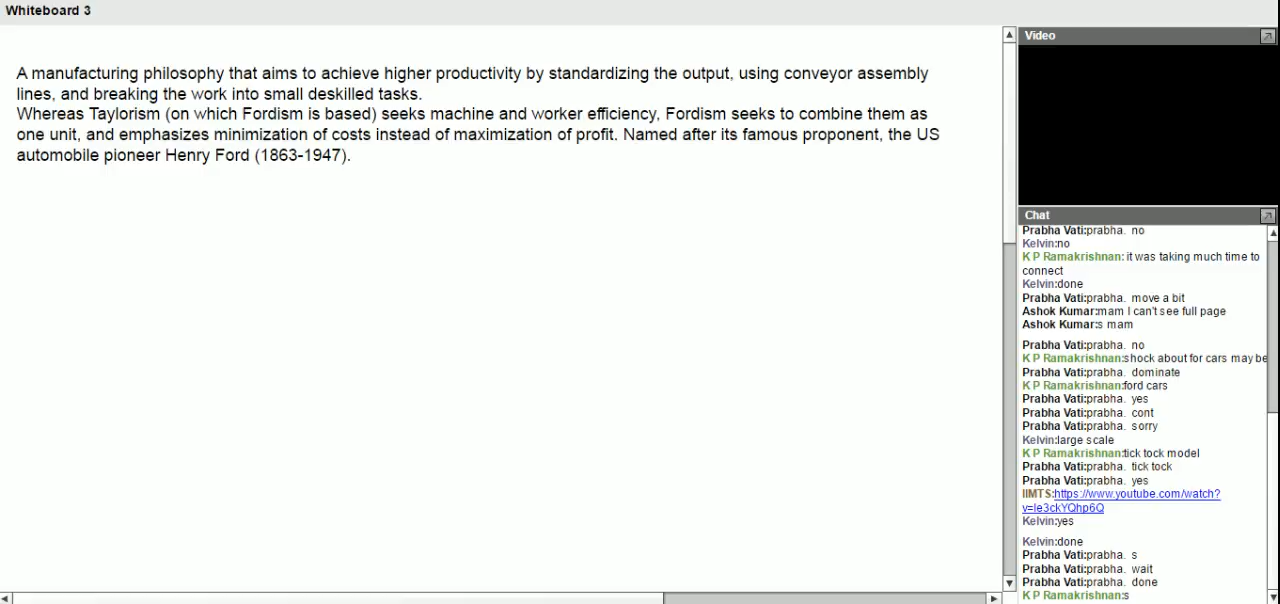 Whiteboard 3
A manufacturing philosophy that aims to achieve higher productivity by standardizing the output, using conveyor assembly
lines, and breaking the work into small deskilled tasks.
Whereas Taylorism (on which Fordism is based) seeks machine and worker efficiency, Fordism seeks to combine them as
one unit, and emphasizes minimization of costs instead of maximization of profit. Named after its famous proponent, the US
automobile pioneer Henry Ford (1863-1947).
Video
Chat
Prabha Vati:prabha. no
Kelvin:no
K P Ramakrishnan: it was taking much time to
connect
Kelvin:done
Prabha Vati:prabha. move a bit
Ashok Kumar:mam I can't see full page
Ashok Kumar:s mam
Prabha Vati:prabha. no
K P Ramakrishnan:shock about for cars may be
Prabha Vati:prabha. dominate
K P Ramakrishnan:ford cars
Prabha Vati:prabha. yes
Prabha Vati:prabha. cont
Prabha Vati:prabha. sorry
Kelvin:large scale
K P Ramakrishnan:tick tock model
Prabha Vati:prabha. tick tock
Prabha Vati:prabha. yes
IIMTS:https://www.youtube.com/watch?
v=Ie3ckYQhp6Q
Kelvin:yes
Kelvin:done
Prabha Vati:prabha. s
Prabha Vati:prabha. wait
Prabha Vati:prabha. done
K P Ramakrishnan:s